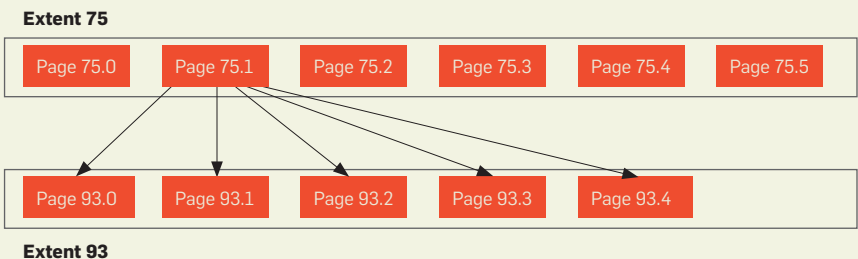 Extent 75
Page 75.0 Page 75.1 Page 75.2 Page 75.3 Page 75.4 Page 75.5
Page 93.0 Page 93.1 Page 93.2 Page 93.3 Page 93.4
Extent 93